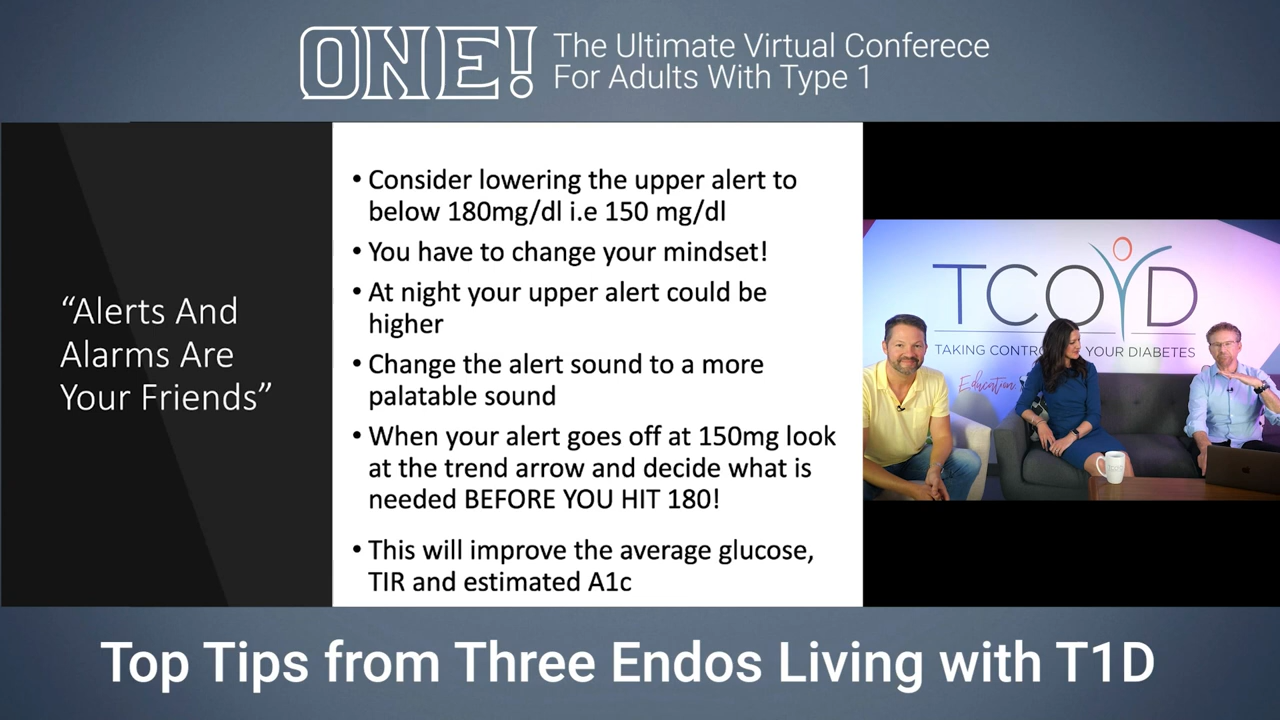 ONE!
The Ultimate Virtual Conferece
For Adults With Type 1
“Alerts And
Alarms Are
Your Friends”
• Consider lowering the upper alert to
below 180mg/dl i.e 150 mg/dl
• You have to change your mindset!
• At night your upper alert could be
higher
• Change the alert sound to a more
palatable sound
• When your alert goes off at 150mg look
at the trend arrow and decide what is
needed BEFORE YOU HIT 180!
• This will improve the average glucose,
TIR and estimated A1c
TCOYD
TAKING CONTR YOUR DIABETES
Education
Top Tips from Three Endos Living with T1D